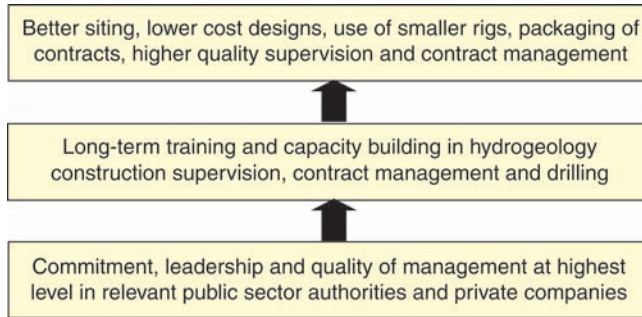 Better siting, lower cost designs, use of smaller rigs, packaging of
contracts, higher quality supervision and contract management
Long-term training and capacity building in hydrogeology
construction supervision, contract management and drilling
Commitment, leadership and quality of management at highest
level in relevant public sector authorities and private companies